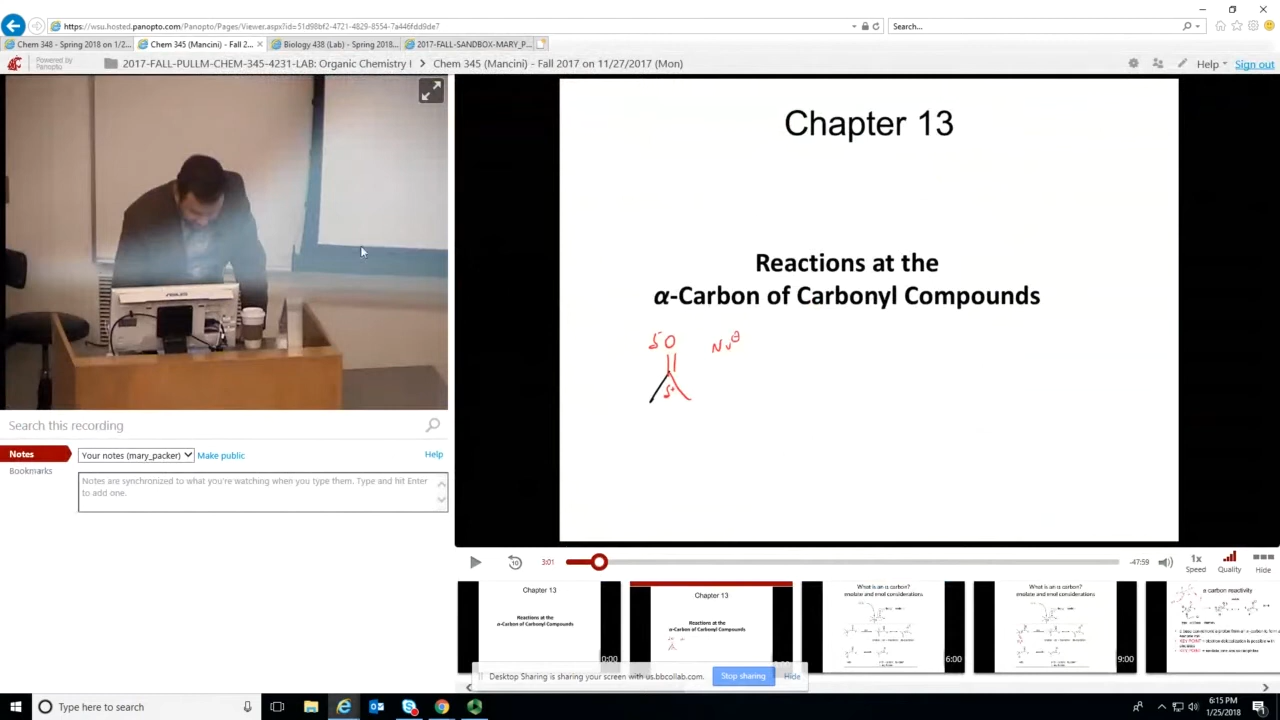 https://wsu.hosted.panopto.com/Panopto/Pages/Viewer.aspx?id=51d98bf2-4721-4829-8554-7a446fdd9de7
Search...
Chem 348 - Spring 2018 on 1/2...
Chem 345 (Mancini) - Fall 2...
Biology 438 (Lab) - Spring 2018...
2017-FALL-SANDBOX-MARY_P...
Powered by
Panopto
2017-FALL-PULLM-CHEM-345-4231-LAB: Organic Chemistry I
Chem 345 (Mancini) - Fall 2017 on 11/27/2017 (Mon)
Help
Sign out
ASUS
Chapter 13
Reactions at the
α-Carbon of Carbonyl Compounds
δ O
Nu⊖
δ+
Search this recording
Notes
Your notes (mary_packer)
Make public
Help
Bookmarks
Notes are synchronized to what you're watching when you type them. Type and hit Enter
to add one.
10
3:01
-47:59
1x
Speed
Quality
Hide
Chapter 13
Reactions at the
α-Carbon of Carbonyl Compounds
0:00
Chapter 13
Reactions at the
α-Carbon of Carbonyl Compounds
What is an α carbon?
enolate and enol considerations
6:00
What is an α carbon?
enolate and enol considerations
9:00
α carbon reactivity
Desktop Sharing is sharing your screen with us.bbcollab.com.
Stop sharing
Hide
Type here to search
6:15 PM
1/25/2018